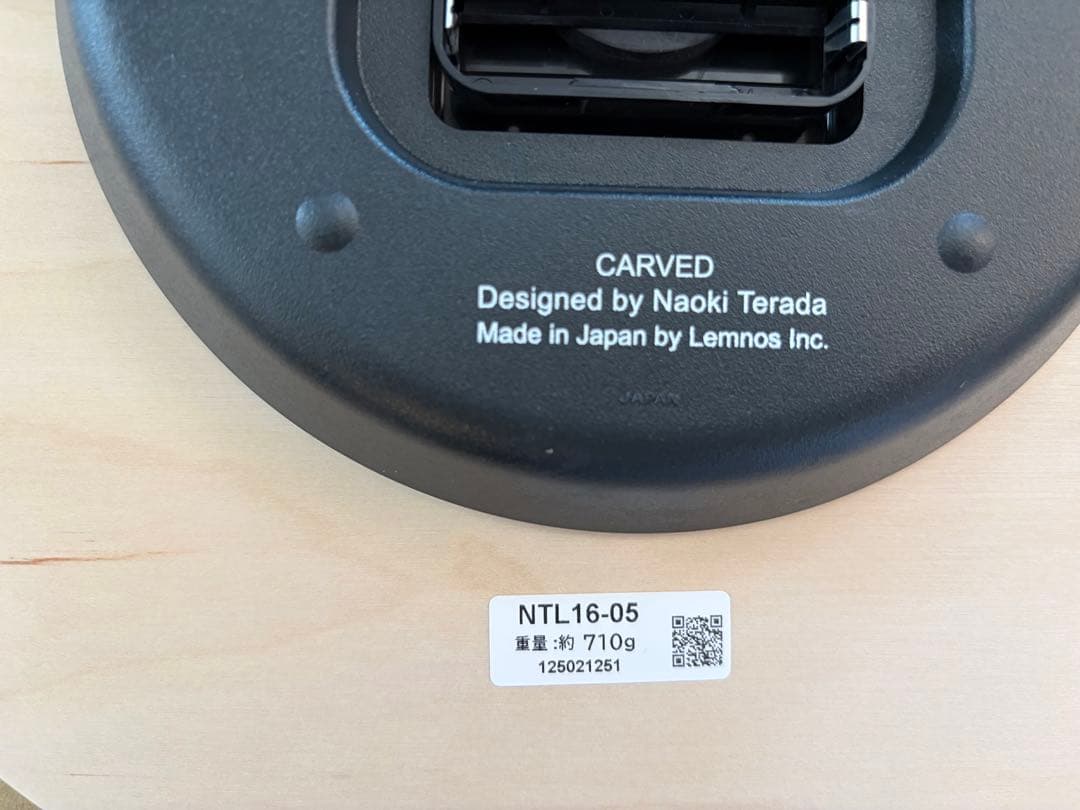 CARVED
Designed by Naoki Terada
Made in Japan by Lemnos Inc.
JAPAN
NTL16-05
重量:約 710g
125021251